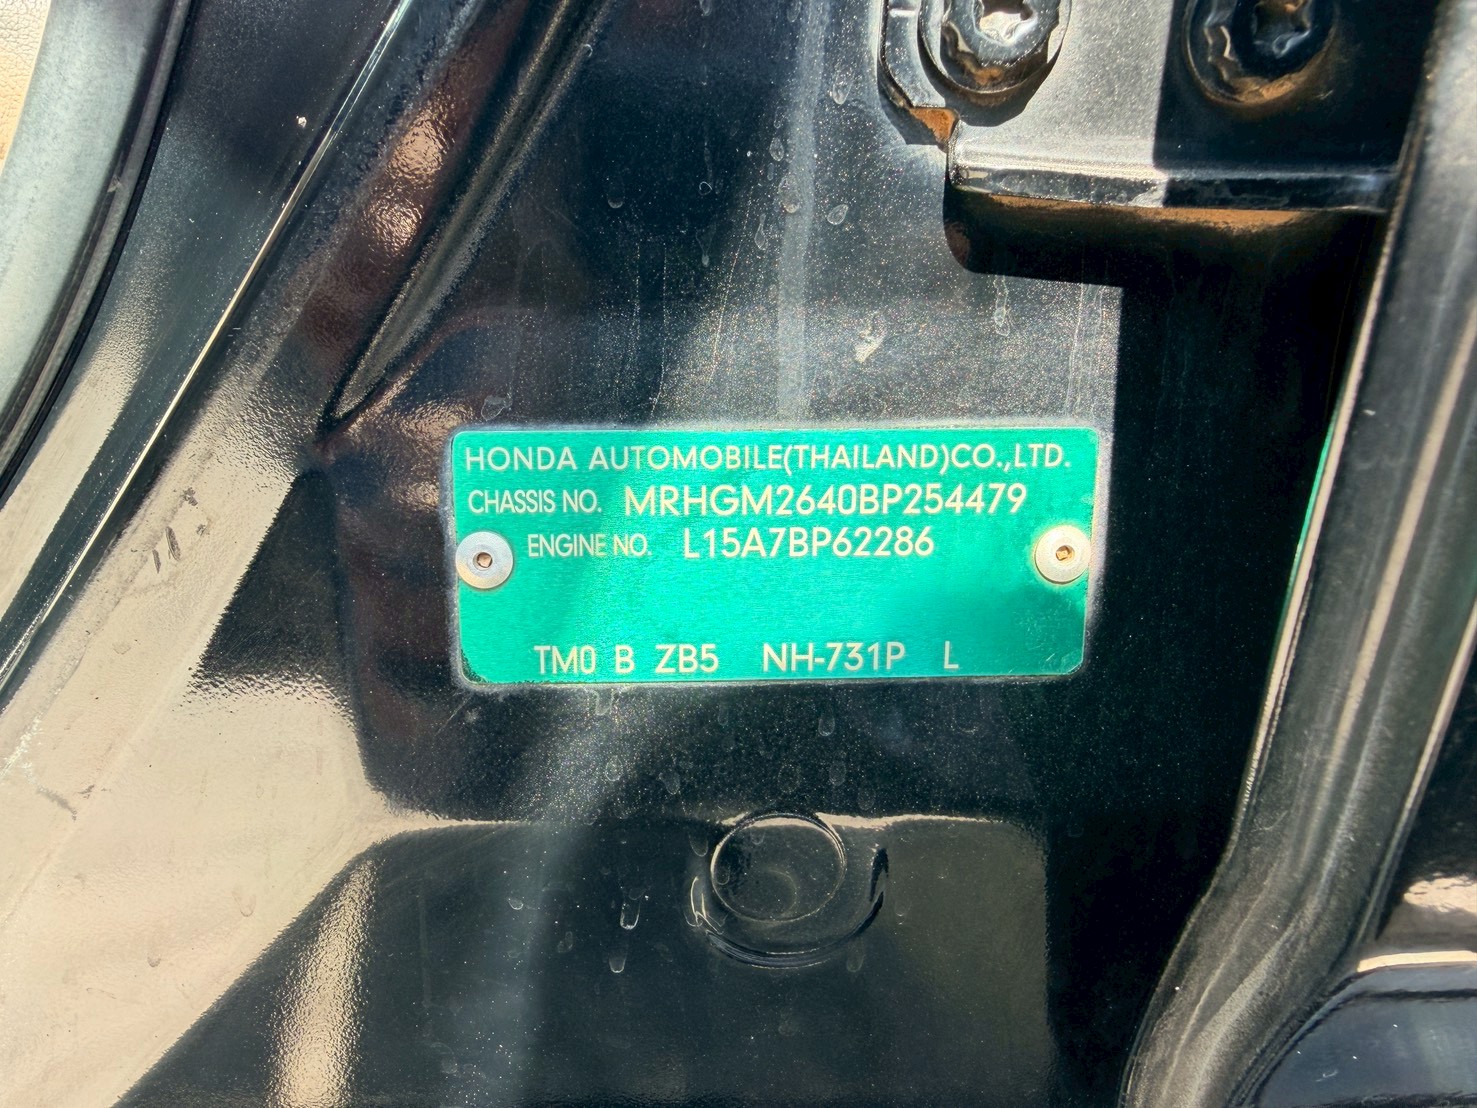 HONDA AUTOMOBILE(THAILAND)CO.,LTD.
CHASSIS NO. MRHGM2640BP254479
ENGINE NO. L15A7BP62286
TM0 B ZB5 NH-731P L